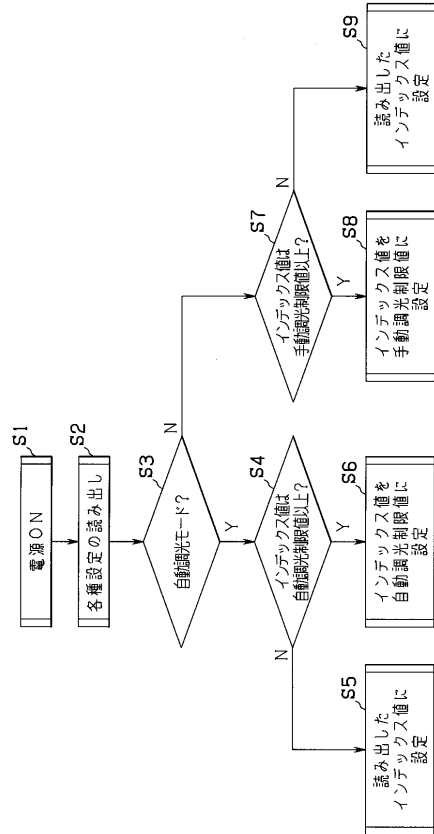 S1
電源ON
S2
各種設定の読み出し
S3
自動調光モード?
N
Y
S4
インデックス値は
自動調光制限値以上?
N
Y
S5
読み出した
インデックス値に
設定
S6
インデックス値を
自動調光制限値に
設定
S7
インデックス値は
手動調光制限値以上?
N
Y
S8
インデックス値を
手動調光制限値に
設定
S9
読み出した
インデックス値に
設定